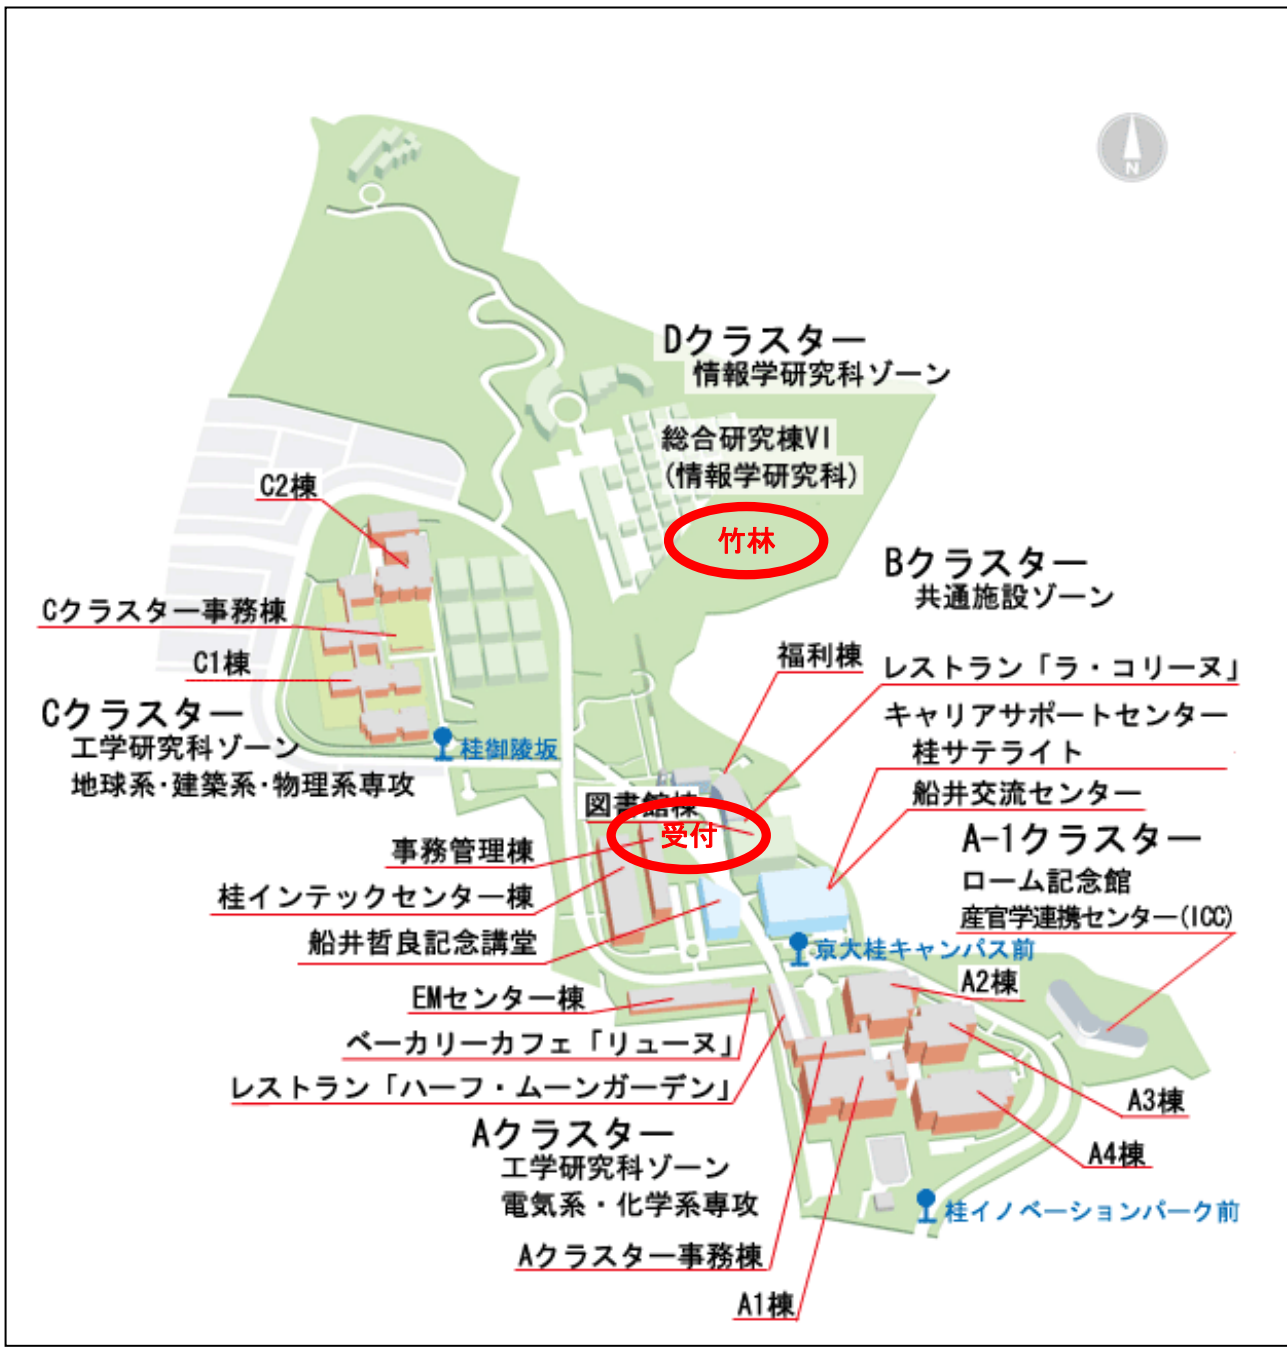 N
Dクラスター
情報学研究科ゾーン
総合研究棟VI
(情報学研究科)
竹林
C2棟
Bクラスター
共通施設ゾーン
Cクラスター事務棟
C1棟
福利棟
レストラン「ラ・コリーヌ」
Cクラスター
工学研究科ゾーン
地球系・建築系・物理系専攻
桂御陵坂
キャリアサポートセンター
桂サテライト
船井交流センター
図書館棟
受付
事務管理棟
桂インテックセンター棟
船井哲良記念講堂
A-1クラスター
ローム記念館
産官学連携センター(ICC)
京大桂キャンパス前
A2棟
EMセンター棟
ベーカリーカフェ「リューヌ」
レストラン「ハーフ・ムーンガーデン」
A3棟
A4棟
Aクラスター
工学研究科ゾーン
電気系・化学系専攻
桂イノベーションパーク前
Aクラスター事務棟
A1棟